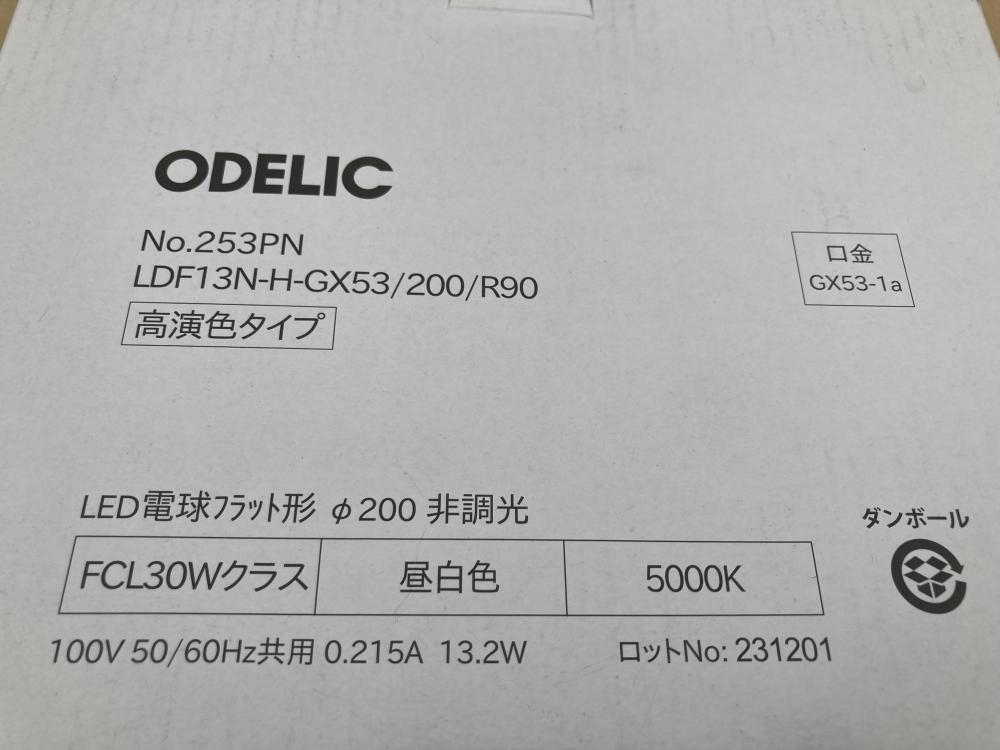 ODELIC
No.253PN
LDF13N-H-GX53/200/R90
高演色タイプ
口金
GX53-1a
LED電球フラット形 φ200 非調光
FCL30Wクラス 昼白色 5000K
100V 50/60Hz共用 0.215A 13.2W
ロットNo: 231201
ダンボール